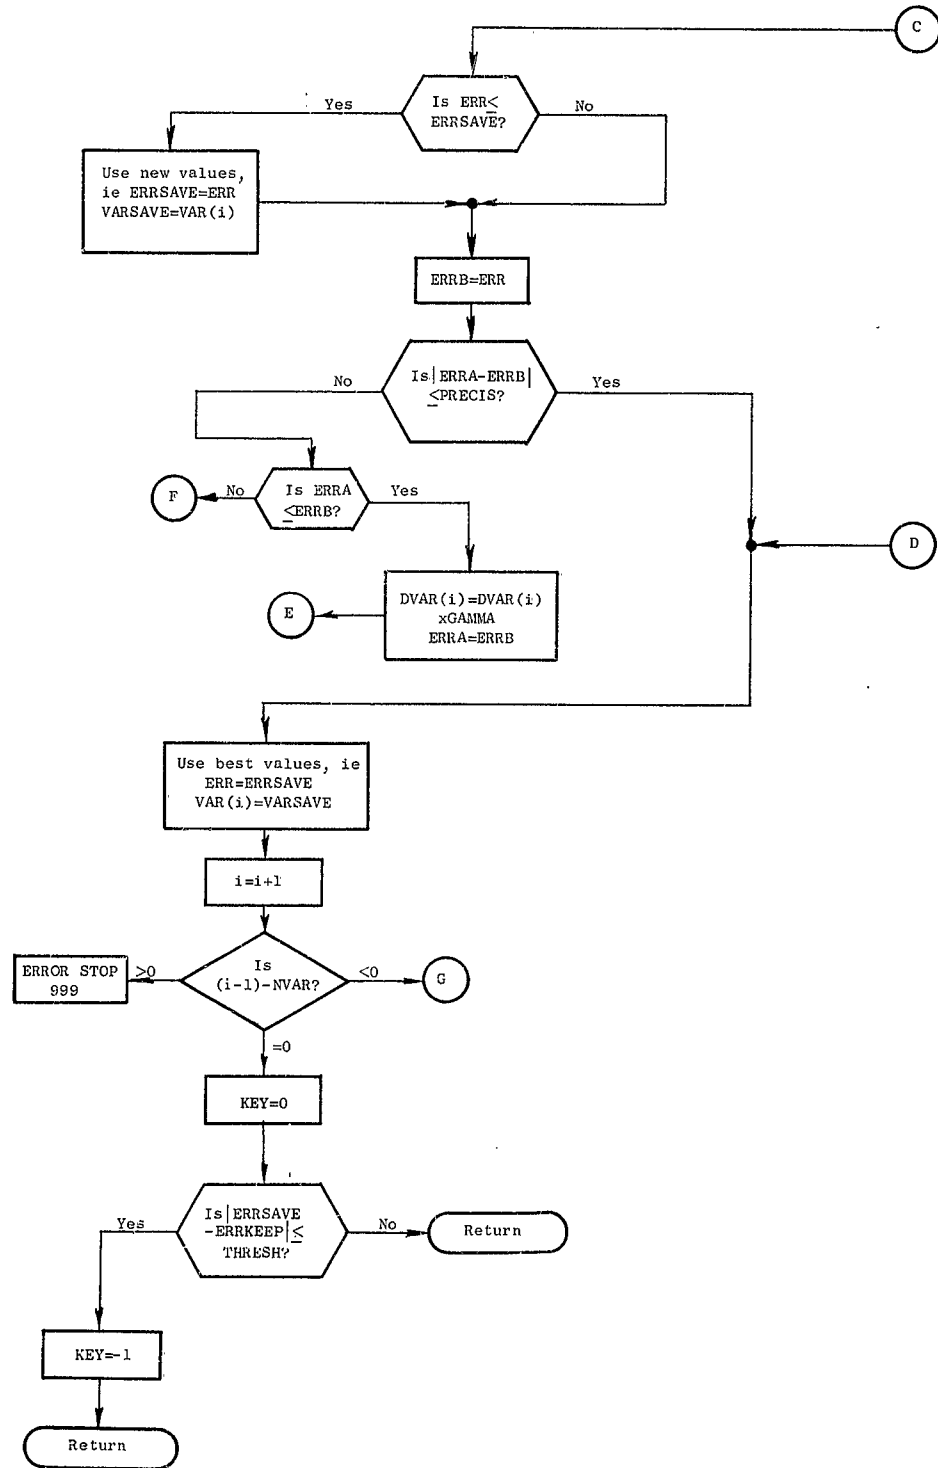 C
Is ERR≤
ERRSAVE?
Yes
No
Use new values,
ie ERRSAVE=ERR
VARSAVE=VAR(i)
ERRB=ERR
Is|ERRA-ERRB|
≤PRECIS?
No
Yes
Is ERRA
≤ERRB?
F
No
Yes
D
DVAR(i)=DVAR(i)
xGAMMA
ERRA=ERRB
E
Use best values, ie
ERR=ERRSAVE
VAR(i)=VARSAVE
i=i+1
Is
(i-1)-NVAR?
ERROR STOP
999
>0
<0
G
=0
KEY=0
Is|ERRSAVE
-ERRKEEP|≤
THRESH?
Yes
No
Return
KEY=-1
Return